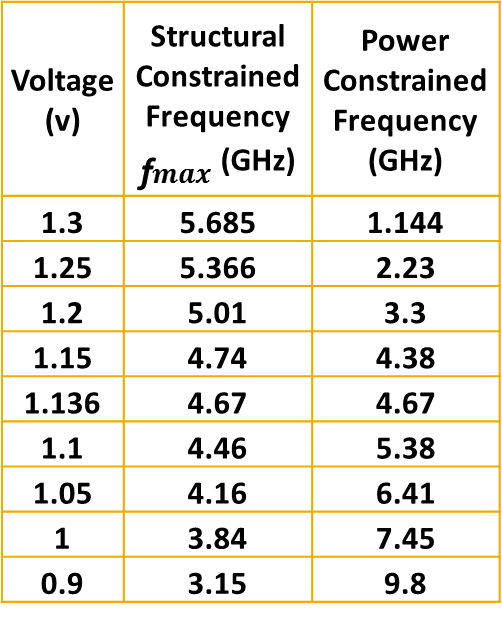 Voltage (v) Structural Constrained Frequency fmax (GHz) Power Constrained Frequency (GHz)
1.3 5.685 1.144
1.25 5.366 2.23
1.2 5.01 3.3
1.15 4.74 4.38
1.136 4.67 4.67
1.1 4.46 5.38
1.05 4.16 6.41
1 3.84 7.45
0.9 3.15 9.8